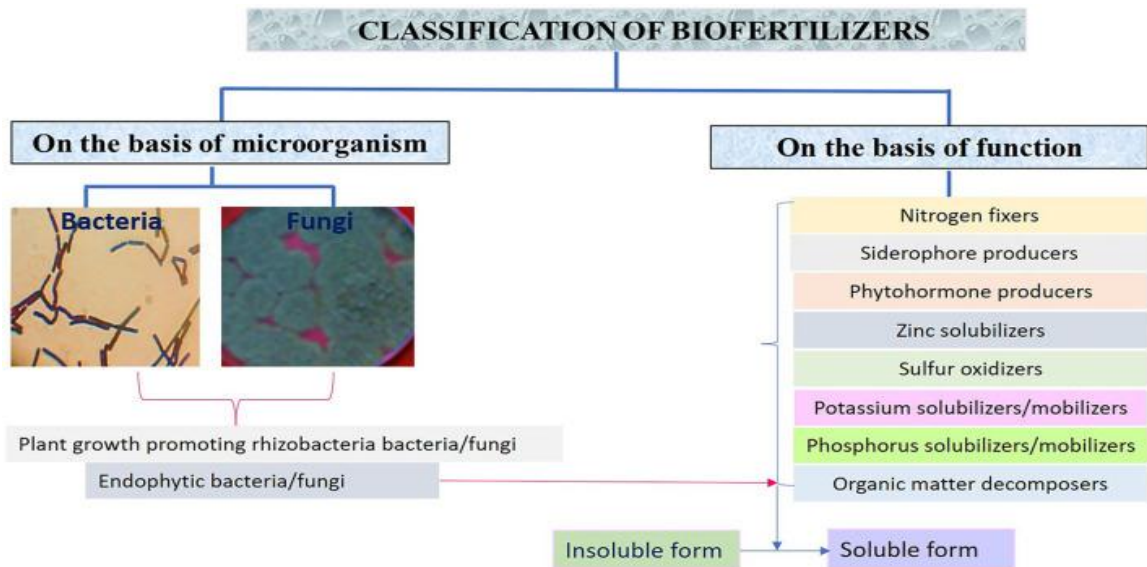 CLASSIFICATION OF BIOFERTILIZERS
On the basis of microorganism
Bacteria
Fungi
Plant growth promoting rhizobacteria bacteria/fungi
Endophytic bacteria/fungi
On the basis of function
Nitrogen fixers
Siderophore producers
Phytohormone producers
Zinc solubilizers
Sulfur oxidizers
Potassium solubilizers/mobilizers
Phosphorus solubilizers/mobilizers
Organic matter decomposers
Insoluble form
Soluble form